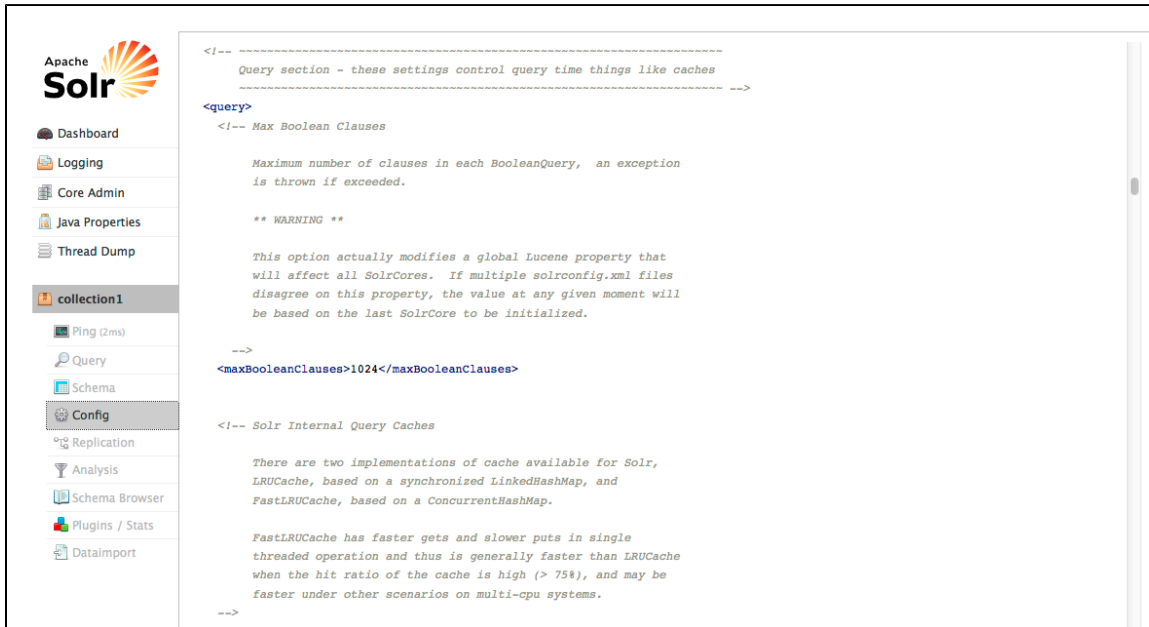 Apache
Solr
Dashboard
Logging
Core Admin
Java Properties
Thread Dump
collection1
Ping (2ms)
Query
Schema
Config
Replication
Analysis
Schema Browser
Plugins / Stats
Dataimport
<!-- ~~~~~~~~~~~~~~~~~~~~~~~~~~~~~~~~~~~~~~~~~~~~~~~~~~~~~~~~~~~~~~~~~~~~~
Query section - these settings control query time things like caches
~~~~~~~~~~~~~~~~~~~~~~~~~~~~~~~~~~~~~~~~~~~~~~~~~~~~~~~~~~~~~~~~~~~~~ -->
<query>
<!-- Max Boolean Clauses
Maximum number of clauses in each BooleanQuery,  an exception
is thrown if exceeded.
** WARNING **
This option actually modifies a global Lucene property that
will affect all SolrCores.  If multiple solrconfig.xml files
disagree on this property, the value at any given moment will
be based on the last SolrCore to be initialized.
-->
<maxBooleanClauses>1024</maxBooleanClauses>
<!-- Solr Internal Query Caches
There are two implementations of cache available for Solr,
LRUCache, based on a synchronized LinkedHashMap, and
FastLRUCache, based on a ConcurrentHashMap.
FastLRUCache has faster gets and slower puts in single
threaded operation and thus is generally faster than LRUCache
when the hit ratio of the cache is high (> 75%), and may be
faster under other scenarios on multi-cpu systems.
-->